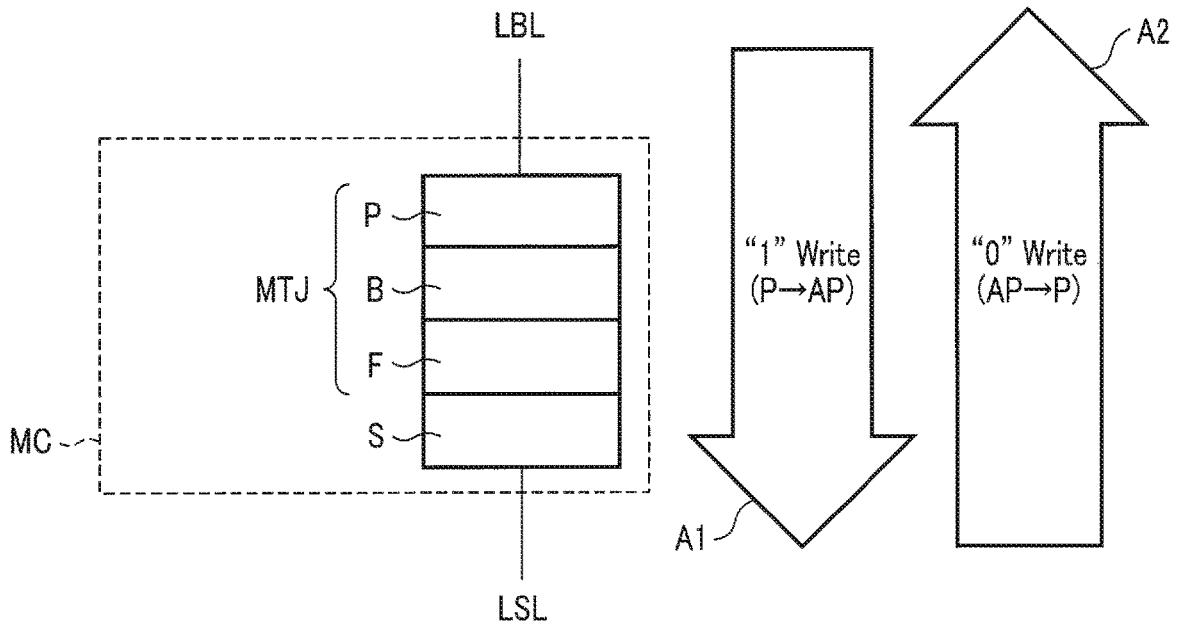 LBL
A2
P
MTJ
B
F
MC
S
"1" Write
(P→AP)
"0" Write
(AP→P)
A1
LSL